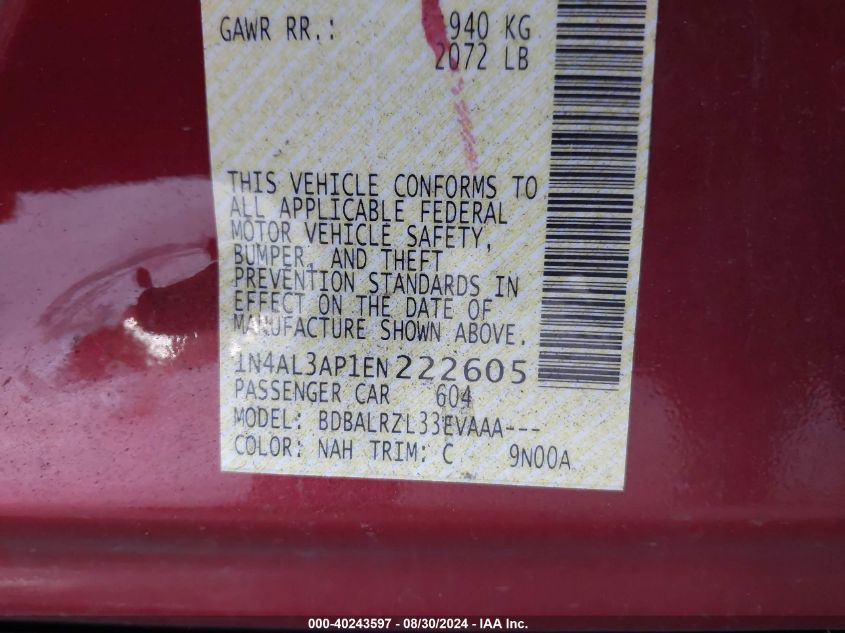 GAWR RR.: 940 KG
2072 LB
THIS VEHICLE CONFORMS TO
ALL APPLICABLE FEDERAL
MOTOR VEHICLE SAFETY,
BUMPER, AND THEFT
PREVENTION STANDARDS IN
EFFECT ON THE DATE OF
MANUFACTURE SHOWN ABOVE.
1N4AL3AP1EN222605
PASSENGER CAR 604
MODEL: BDBALRZL33EVAAA---
COLOR: NAH TRIM: C 9N00A
000-40243597 - 08/30/2024 - IAA Inc.